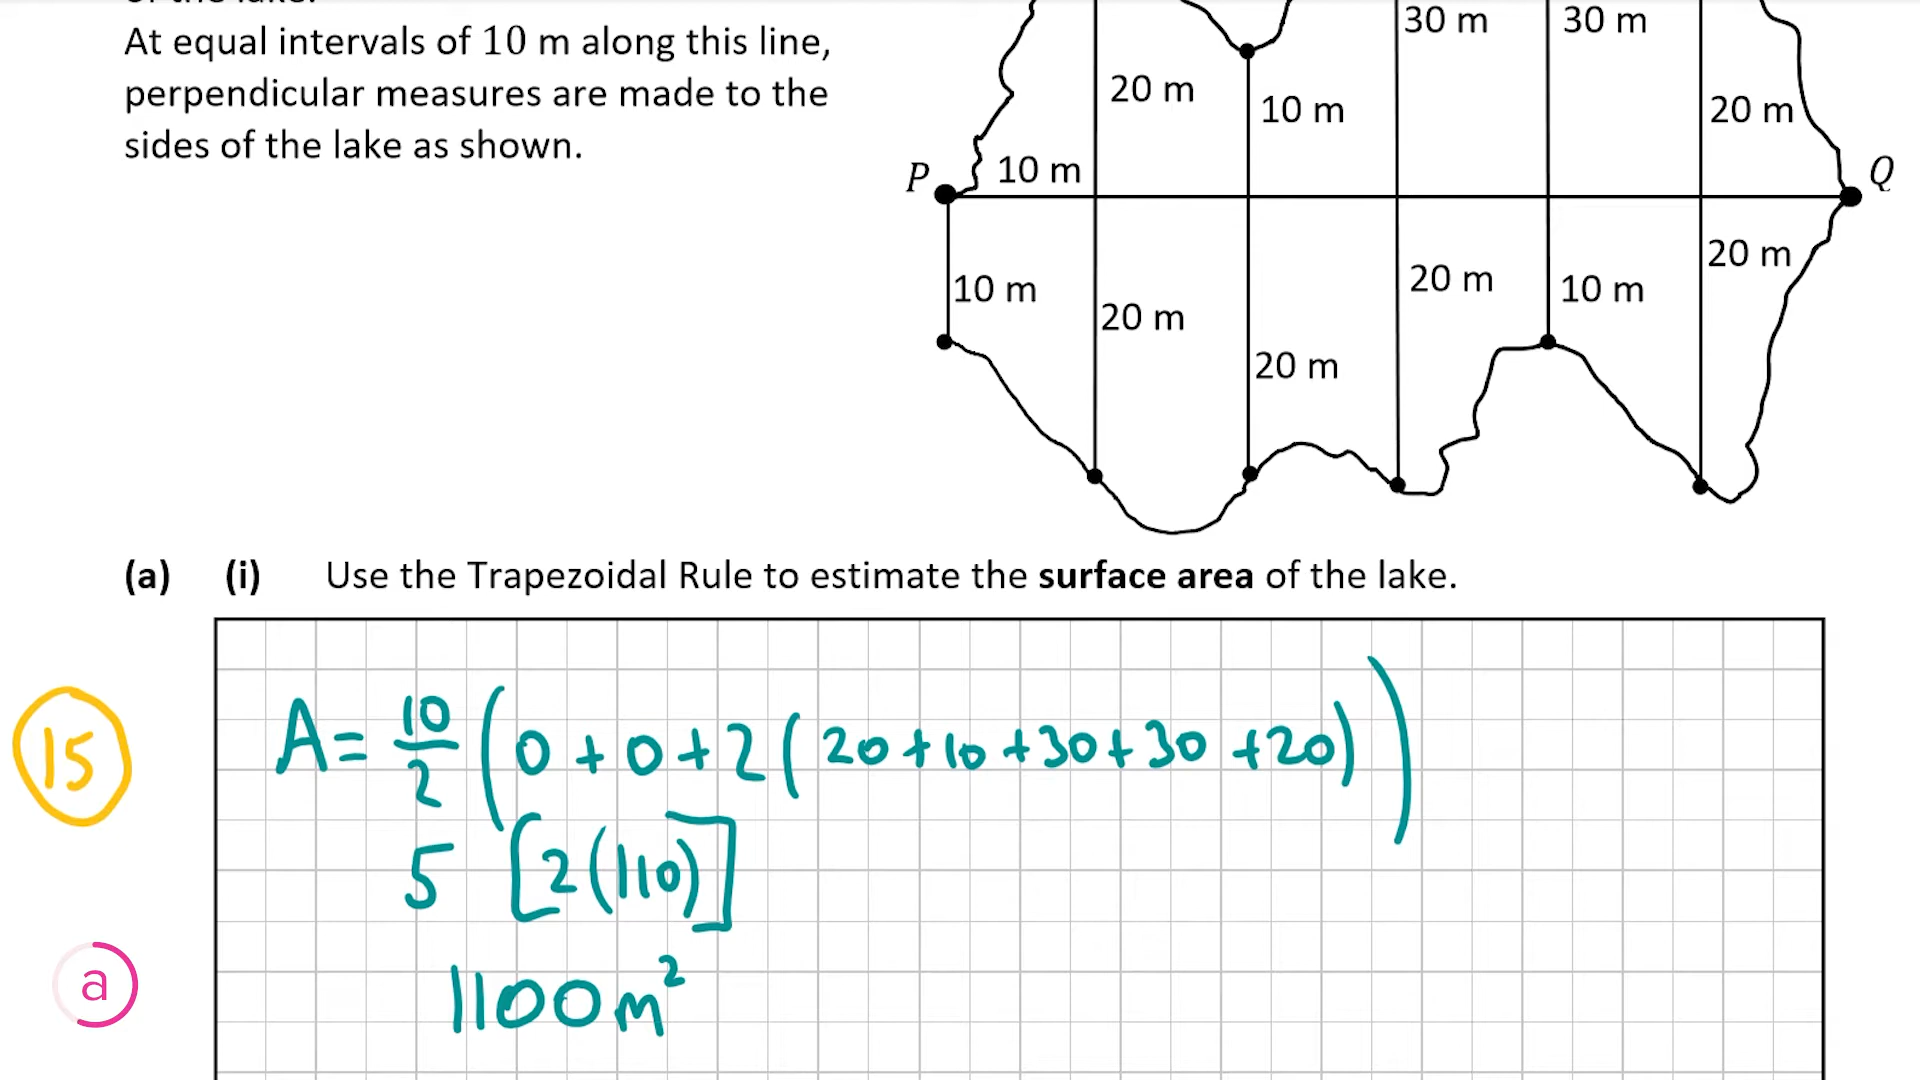 At equal intervals of 10 m along this line,
perpendicular measures are made to the
sides of the lake as shown.
30 m
30 m
20 m
10 m
20 m
P
10 m
Q
10 m
20 m
20 m
20 m
10 m
20 m
(a) (i) Use the Trapezoidal Rule to estimate the surface area of the lake.
15
A = 10/2 ( 0 + 0 + 2 ( 20 + 10 + 30 + 30 + 20 ) )
5 [ 2 ( 110 ) ]
a
1100 m²